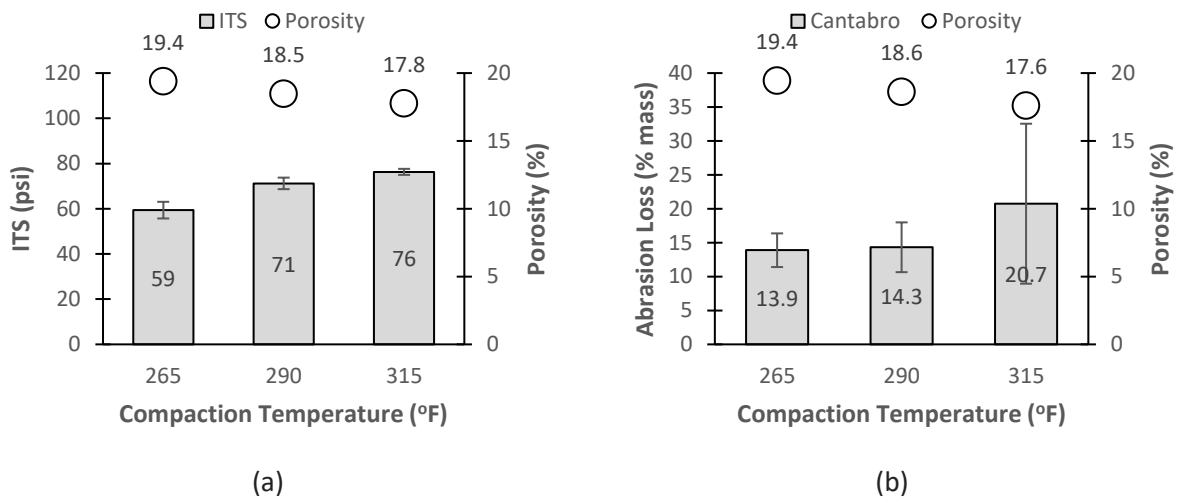 ITS Porosity
19.4 18.5 17.8
120
100
80
60
40
20
0
ITS (psi)
59 71 76
20
15
10
5
0
Porosity (%)
265 290 315
Compaction Temperature (ºF)
(a)
Cantabro Porosity
19.4 18.6 17.6
40
35
30
25
20
15
10
5
0
Abrasion Loss (% mass)
13.9 14.3 20.7
20
15
10
5
0
Porosity (%)
265 290 315
Compaction Temperature (ºF)
(b)